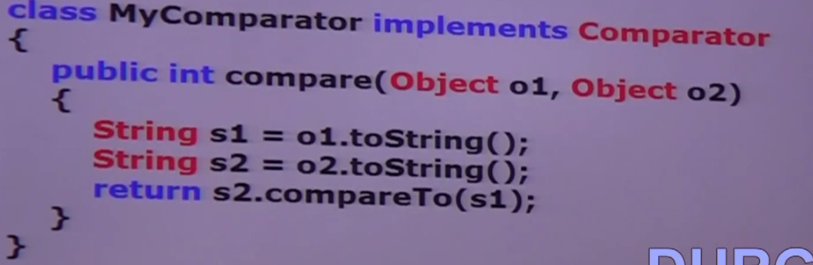 class MyComparator implements Comparator
{
public int compare(Object o1, Object o2)
{
String s1 = o1.toString();
String s2 = o2.toString();
return s2.compareTo(s1);
}
}